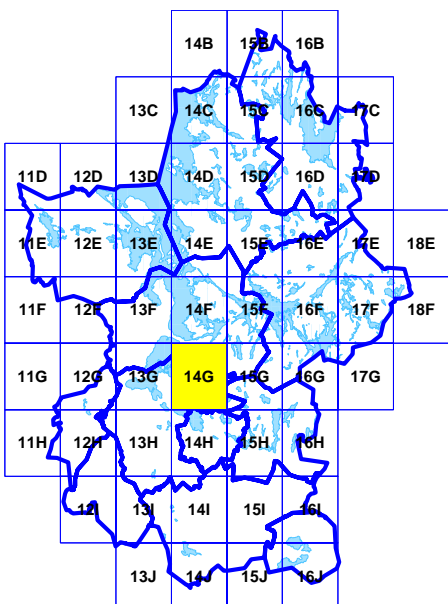 14B 15B 16B
13C 14C 15C 16C 17C
11D 12D 13D 14D 15D 16D 17D
11E 12E 13E 14E 15E 16E 17E 18E
11F 12F 13F 14F 15F 16F 17F 18F
11G 12G 13G 14G 15G 16G 17G
11H 12H 13H 14H 15H 16H
12I 13I 14I 15I 16I
13J 14J 15J 16J